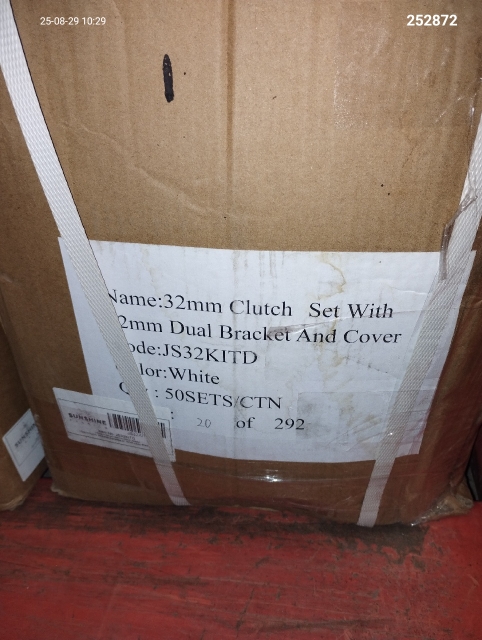 25-08-29 10:29
252872
Name:32mm Clutch Set With
2mm Dual Bracket And Cover
ode:JS32KITD
lor:White
: 50SETS/CTN
: 20 of 292
SUNSHINE